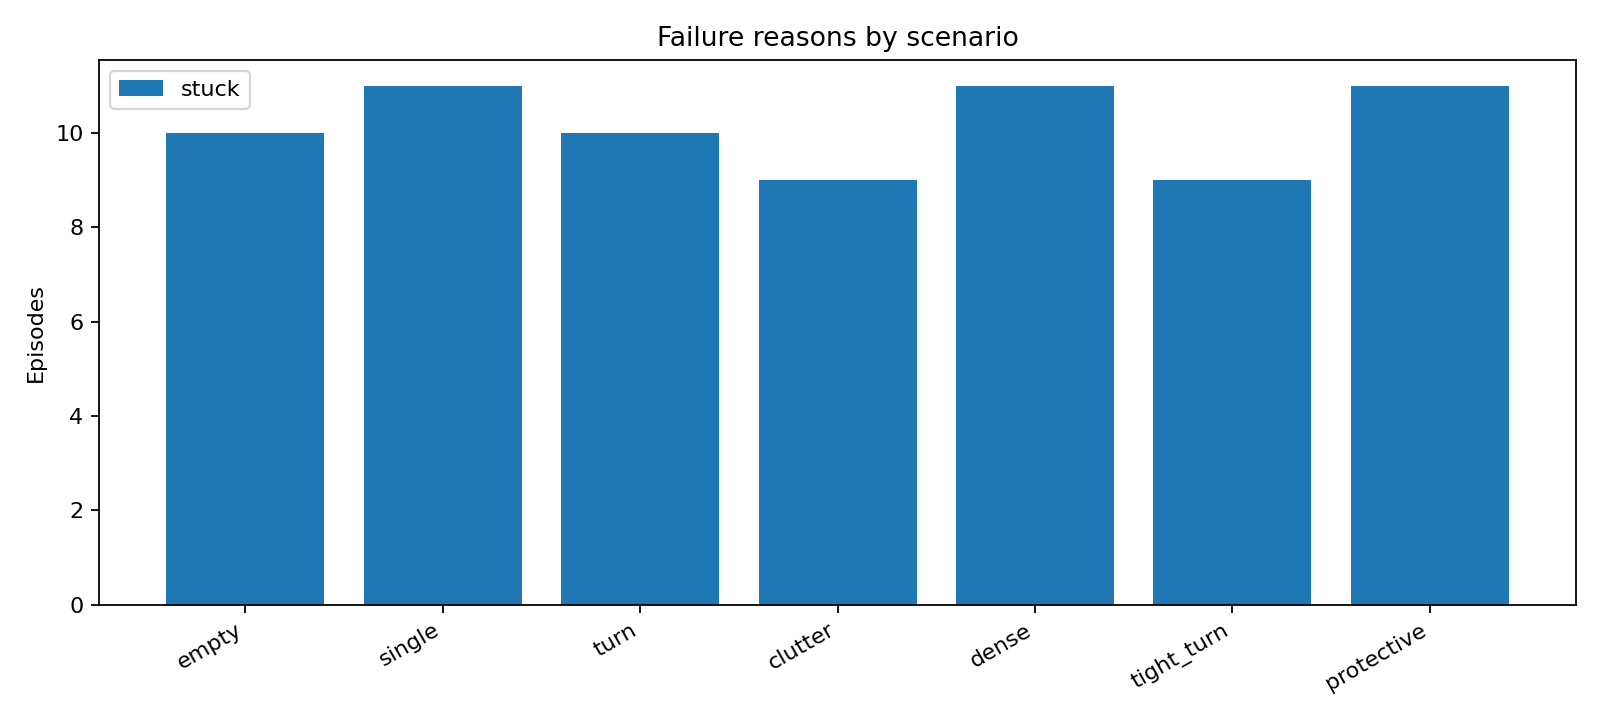 Failure reasons by scenario
stuck
Episodes
10
8
6
4
2
0
empty
single
turn
clutter
dense
tight_turn
protective